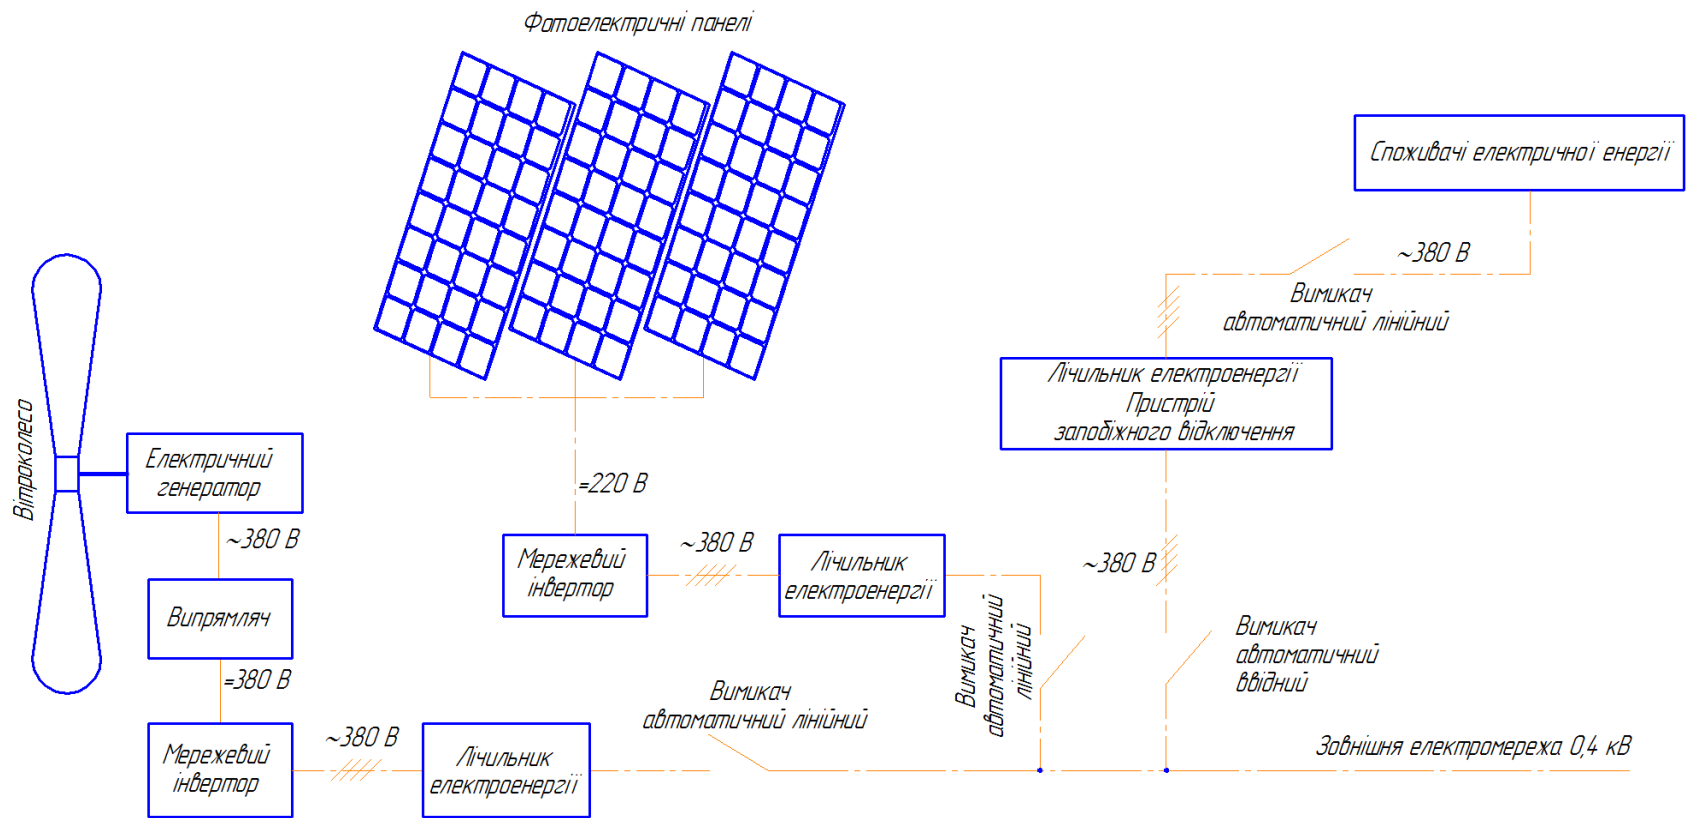 Фотоелектричні панелі
Споживачі електричної енергії
~380 В
Вимикач
автоматичний лінійний
Лічильник електроенергії
Пристрій
запобіжного відключення
Вітроколесо
Електричний
генератор
=220 В
~380 В
Мережевий
інвертор
~380 В
Лічильник
електроенергії
~380 В
Випрямляч
Вимикач
автоматичний
лінійний
Вимикач
автоматичний
ввідний
=380 В
Вимикач
автоматичний лінійний
Мережевий
інвертор
~380 В
Лічильник
електроенергії
Зовнішня електромережа 0,4 кВ